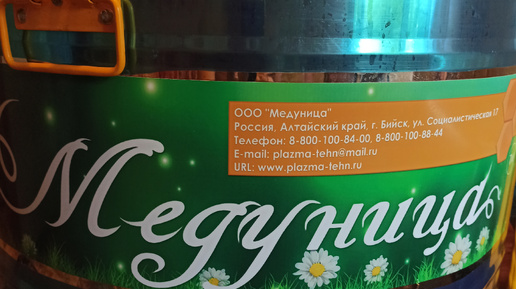 ООО "Медуница"
Россия, Алтайский край, г. Бийск, ул. Социалистическая 17
Телефон: 8-800-100-84-00, 8-800-100-88-44
E-mail: plazma-tehn@mail.ru
URL: www.plazma-tehn.ru
Медуница